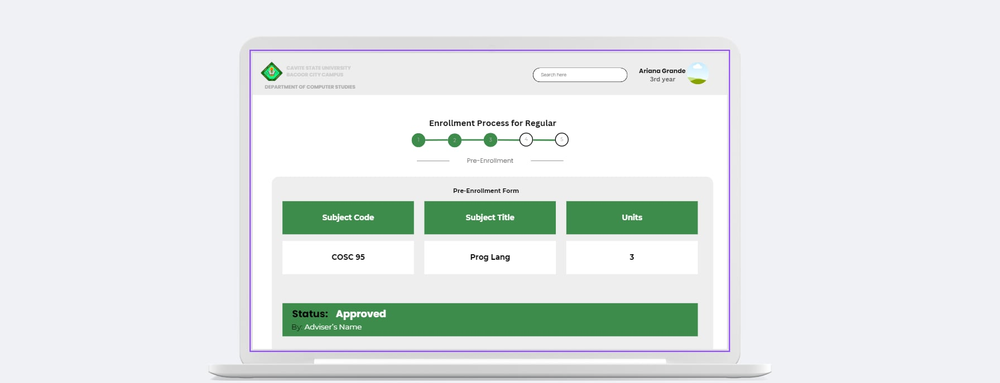 CAVITE STATE UNIVERSITY
BACOOR CITY CAMPUS
DEPARTMENT OF COMPUTER STUDIES
Search here
Ariana Grande
3rd year
Enrollment Process for Regular
1 2 3 4 5
Pre-Enrollment
Pre-Enrollment Form
Subject Code Subject Title Units
COSC 95 Prog Lang 3
Status: Approved
By: Adviser's Name